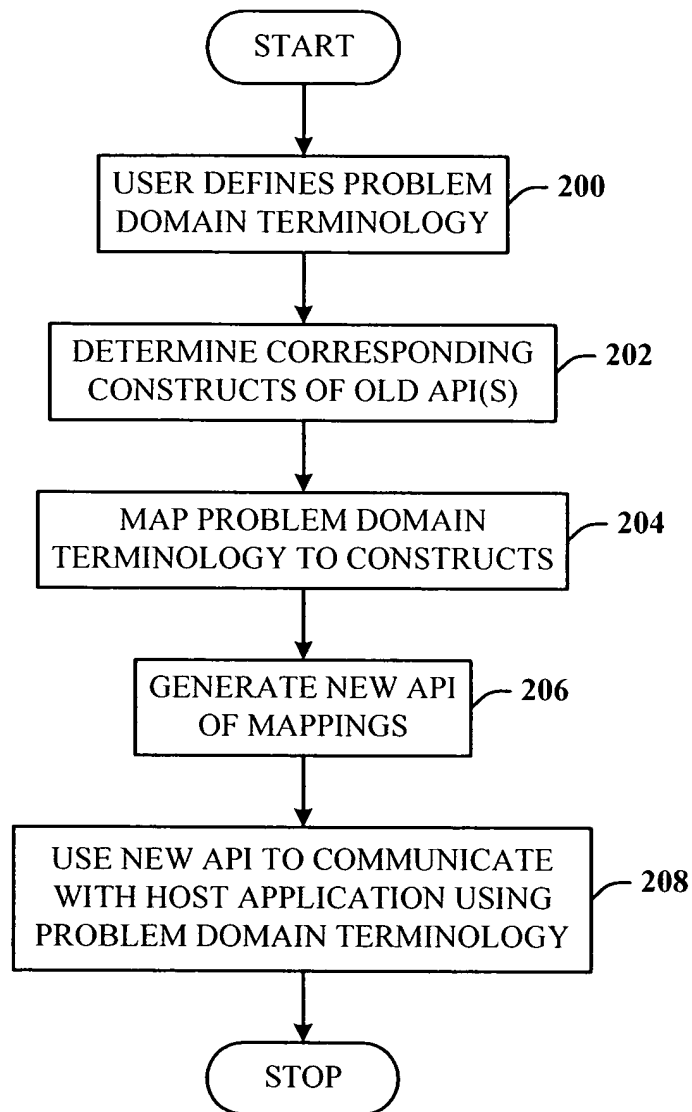 START
USER DEFINES PROBLEM
DOMAIN TERMINOLOGY
200
DETERMINE CORRESPONDING
CONSTRUCTS OF OLD API(S)
202
MAP PROBLEM DOMAIN
TERMINOLOGY TO CONSTRUCTS
204
GENERATE NEW API
OF MAPPINGS
206
USE NEW API TO COMMUNICATE
WITH HOST APPLICATION USING
PROBLEM DOMAIN TERMINOLOGY
208
STOP